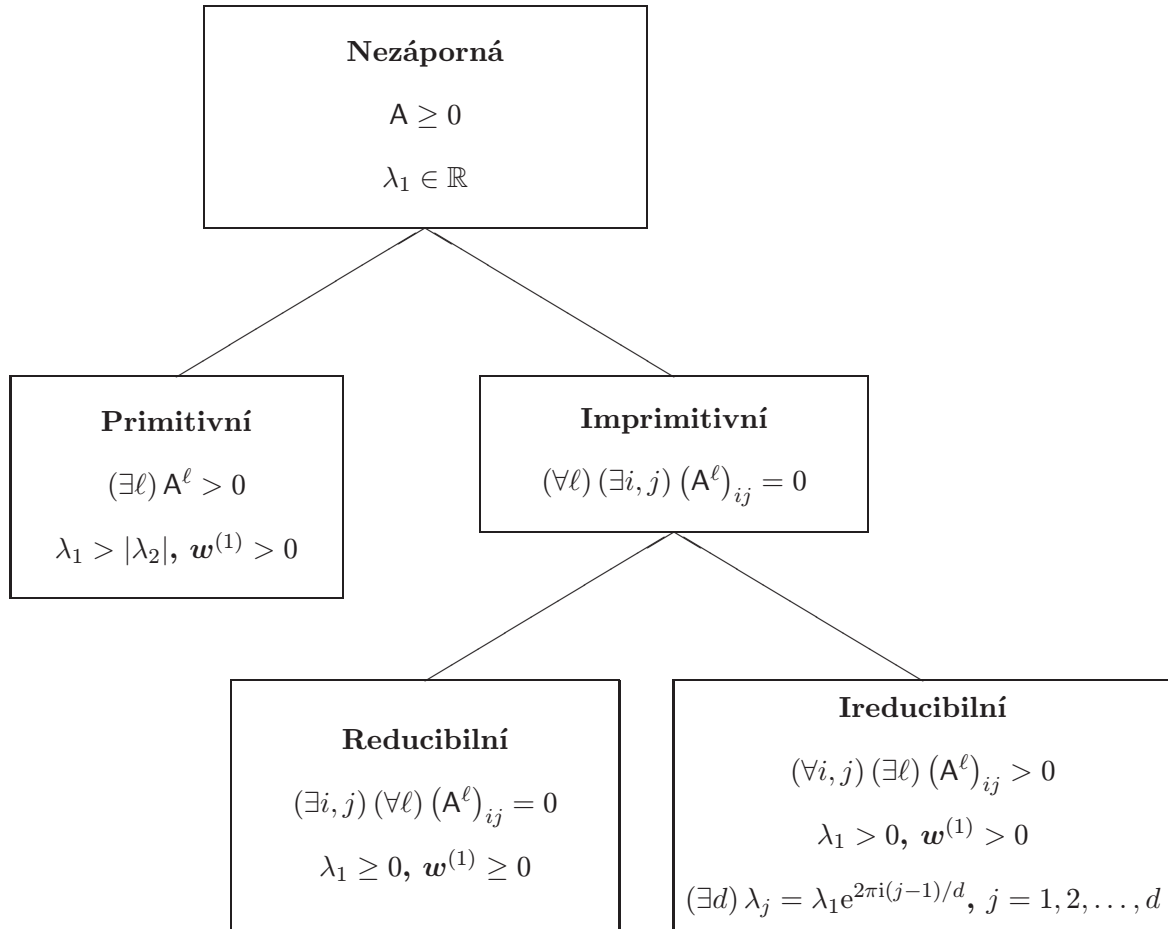 Nezáporná
A ≥ 0
λ₁ ∈ ℝ
Primitivní
(∃ℓ) A^ℓ > 0
λ₁ > |λ₂|, w^(1) > 0
Imprimitivní
(∀ℓ) (∃i, j) (A^ℓ)_ij = 0
Reducibilní
(∃i, j) (∀ℓ) (A^ℓ)_ij = 0
λ₁ ≥ 0, w^(1) ≥ 0
Ireducibilní
(∀i, j) (∃ℓ) (A^ℓ)_ij > 0
λ₁ > 0, w^(1) > 0
(∃d) λ_j = λ₁e^{2πi(j−1)/d}, j = 1, 2, . . . , d